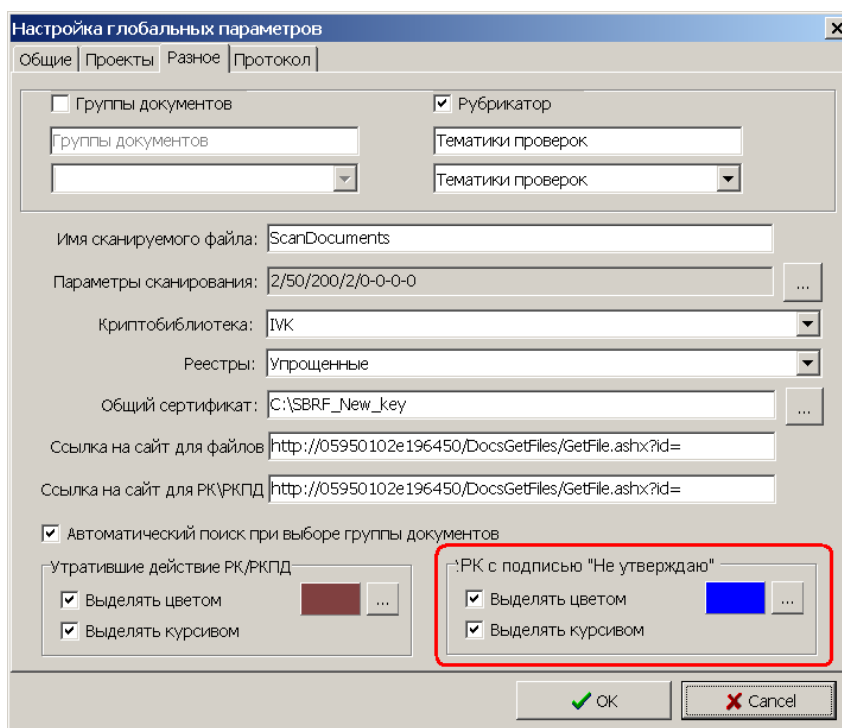 Настройка глобальных параметров
Общие Проекты Разное Протокол
Группы документов Рубрикатор
Группы документов Тематики проверок
Тематики проверок
Имя сканируемого файла: ScanDocuments
Параметры сканирования: 2/50/200/2/0-0-0-0 ...
Криптобиблиотека: IVK
Реестры: Упрощенные
Общий сертификат: C:\SBRF_New_key ...
Ссылка на сайт для файлов http://05950102e196450/DocsGetFiles/GetFile.ashx?id=
Ссылка на сайт для РК\РКПД http://05950102e196450/DocsGetFiles/GetFile.ashx?id=
Автоматический поиск при выборе группы документов
Утратившие действие РК/РКПД
Выделять цветом ...
Выделять курсивом
РК с подписью "Не утверждаю"
Выделять цветом ...
Выделять курсивом
OK Cancel